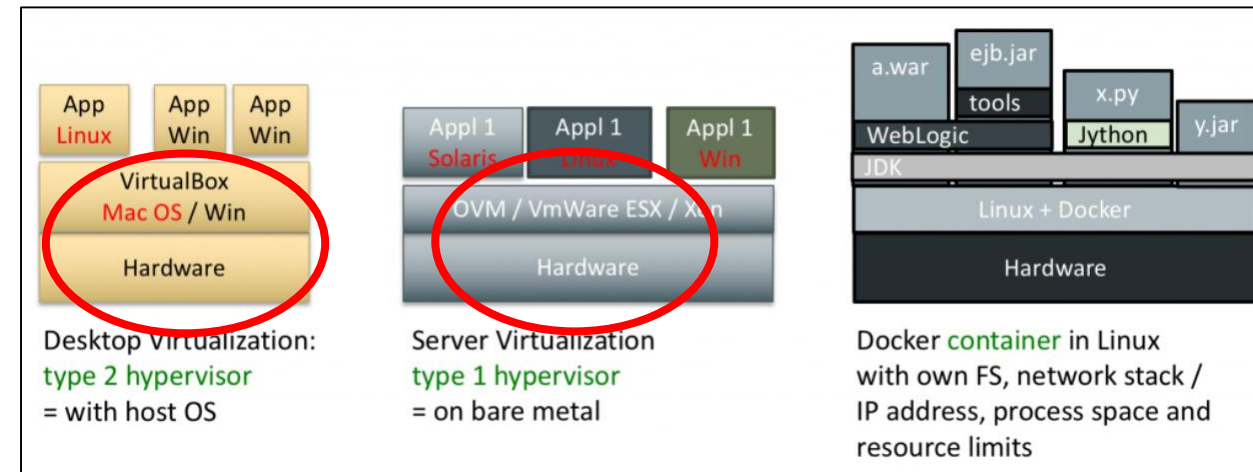 App
Linux
App
Win
App
Win
VirtualBox
Mac OS / Win
Hardware
Desktop Virtualization:
type 2 hypervisor
= with host OS
Appl 1
Solaris
Appl 1
Linux
Appl 1
Win
OVM / VmWare ESX / Xen
Hardware
Server Virtualization
type 1 hypervisor
= on bare metal
a.war
ejb.jar
tools
WebLogic
x.py
Jython
y.jar
JDK
Linux + Docker
Hardware
Docker container in Linux
with own FS, network stack /
IP address, process space and
resource limits